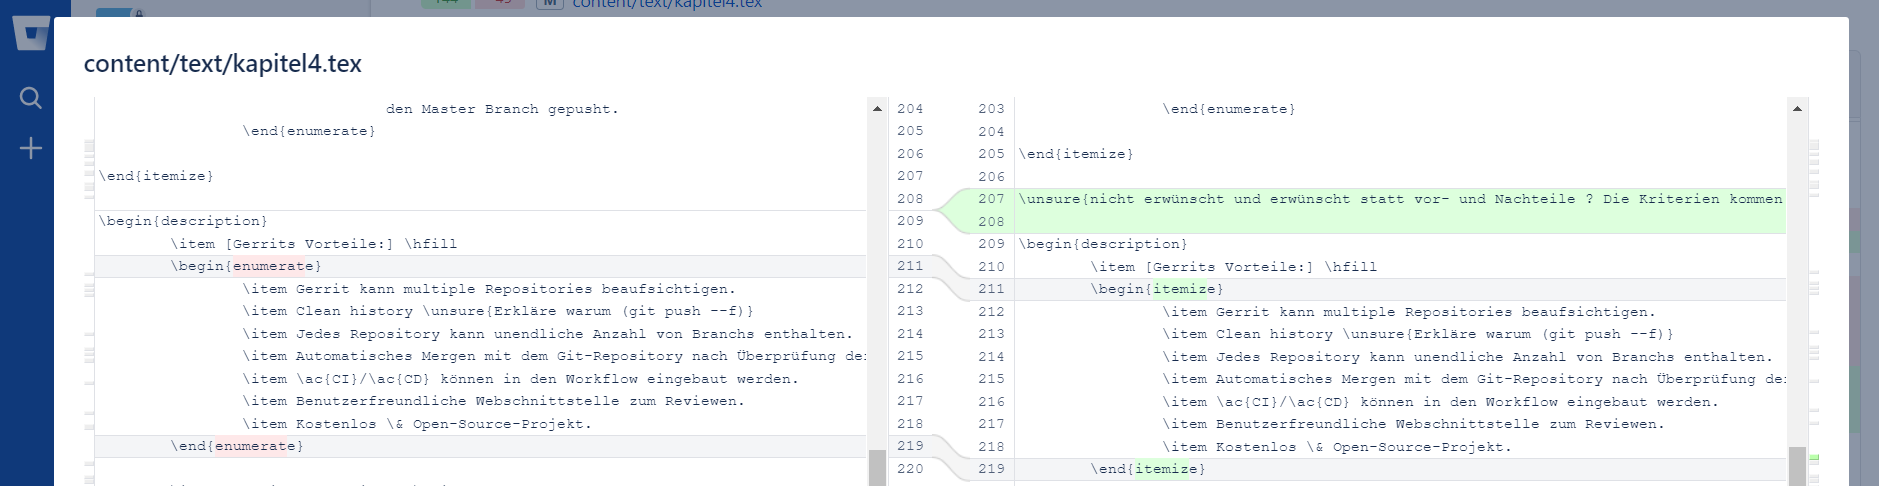 144 -49 M content/text/kapitel4.tex
content/text/kapitel4.tex
den Master Branch gepusht.
\end{enumerate}
\end{itemize}
\begin{description}
\item [Gerrits Vorteile:] \hfill
\begin{enumerate}
\item Gerrit kann multiple Repositories beaufsichtigen.
\item Clean history \unsure{Erkläre warum (git push --f)}
\item Jedes Repository kann unendliche Anzahl von Branchs enthalten.
\item Automatisches Mergen mit dem Git-Repository nach Überprüfung
\item \ac{CI}/\ac{CD} können in den Workflow eingebaut werden.
\item Benutzerfreundliche Webschnittstelle zum Reviewen.
\item Kostenlos \& Open-Source-Projekt.
\end{enumerate}
204 203 \end{enumerate}
205 204
206 205 \end{itemize}
207 206
208 207 \unsure{nicht erwünscht und erwünscht statt vor- und Nachteile ? Die Kriterien kommen
209 208
210 209 \begin{description}
211 210 \item [Gerrits Vorteile:] \hfill
212 211 \begin{itemize}
213 212 \item Gerrit kann multiple Repositories beaufsichtigen.
214 213 \item Clean history \unsure{Erkläre warum (git push --f)}
215 214 \item Jedes Repository kann unendliche Anzahl von Branchs enthalten.
216 215 \item Automatisches Mergen mit dem Git-Repository nach Überprüfung
217 216 \item \ac{CI}/\ac{CD} können in den Workflow eingebaut werden.
218 217 \item Benutzerfreundliche Webschnittstelle zum Reviewen.
219 218 \item Kostenlos \& Open-Source-Projekt.
220 219 \end{itemize}